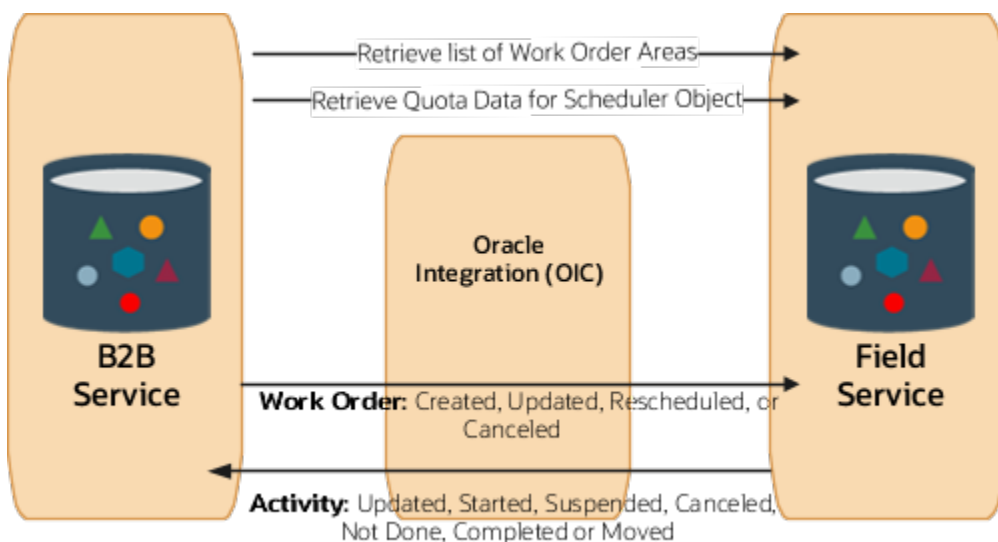 Retrieve list of Work Order Areas
Retrieve Quota Data for Scheduler Object
Oracle
Integration (OIC)
B2B
Service
Field
Service
Work Order: Created, Updated, Rescheduled, or
Canceled
Activity: Updated, Started, Suspended, Canceled,
Not Done, Completed or Moved